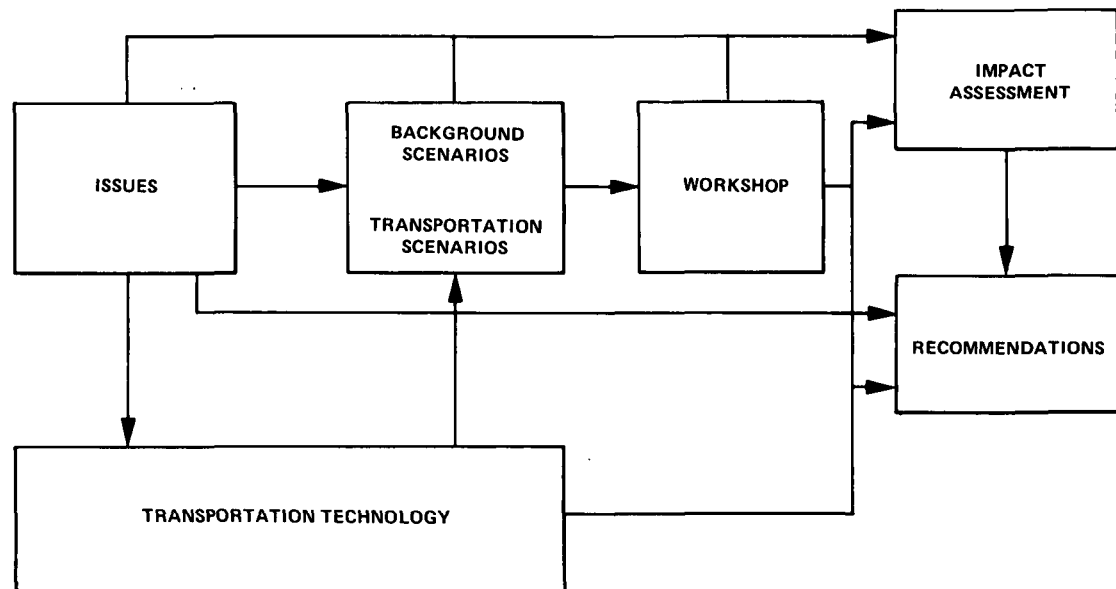 IMPACT
ASSESSMENT
BACKGROUND
SCENARIOS
ISSUES
WORKSHOP
TRANSPORTATION
SCENARIOS
RECOMMENDATIONS
TRANSPORTATION TECHNOLOGY